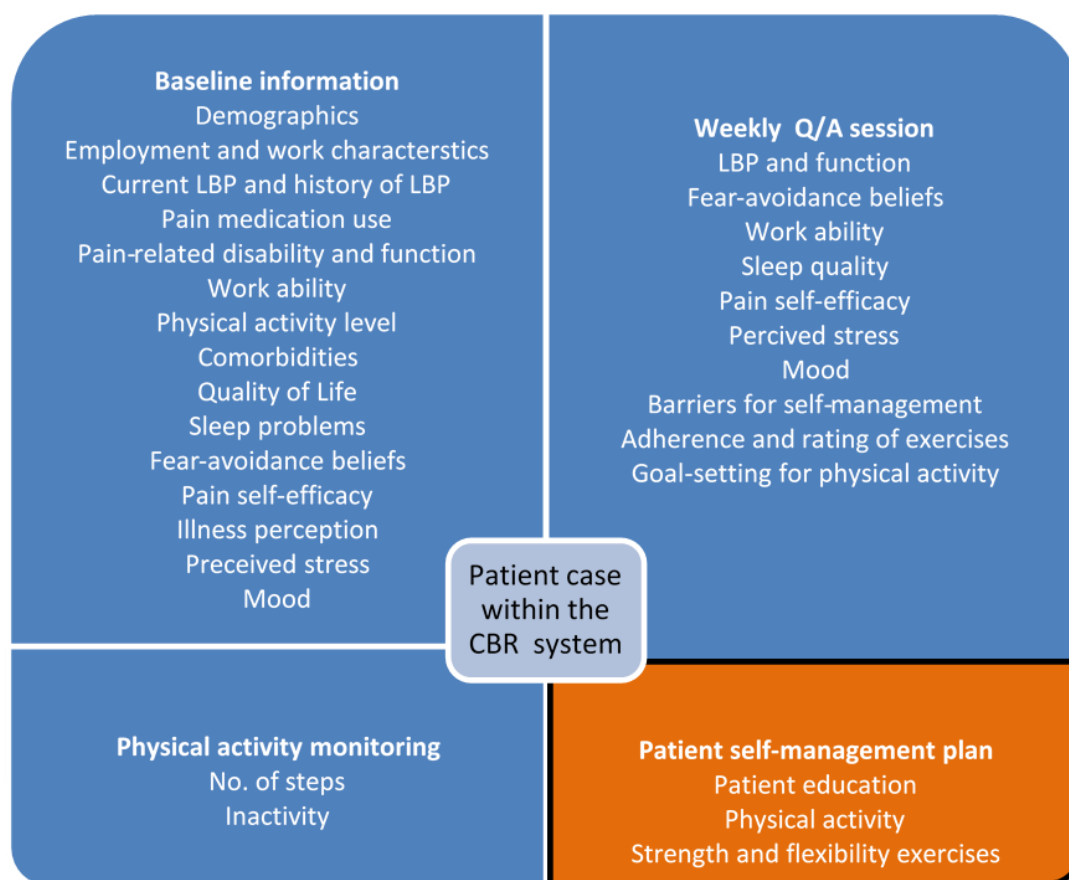 Baseline information
Demographics
Employment and work characterstics
Current LBP and history of LBP
Pain medication use
Pain-related disability and function
Work ability
Physical activity level
Comorbidities
Quality of Life
Sleep problems
Fear-avoidance beliefs
Pain self-efficacy
Illness perception
Preceived stress
Mood
Weekly Q/A session
LBP and function
Fear-avoidance beliefs
Work ability
Sleep quality
Pain self-efficacy
Percived stress
Mood
Barriers for self-management
Adherence and rating of exercises
Goal-setting for physical activity
Patient case
within the
CBR system
Physical activity monitoring
No. of steps
Inactivity
Patient self-management plan
Patient education
Physical activity
Strength and flexibility exercises